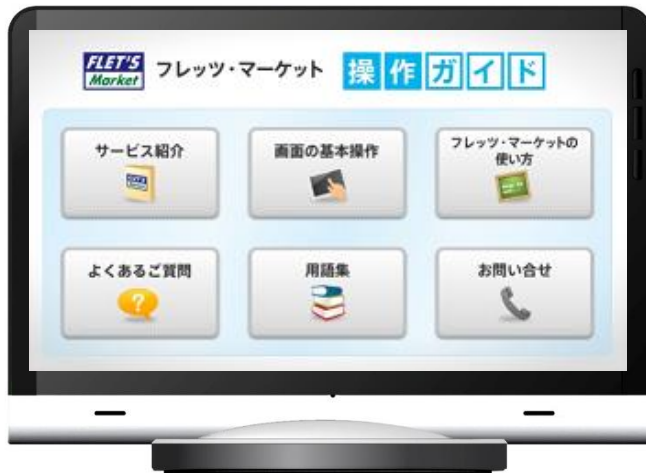 FLET'S
Market
フレッツ・マーケット 操作ガイド
サービス紹介
画面の基本操作
フレッツ・マーケットの
使い方
よくあるご質問
用語集
お問い合せ